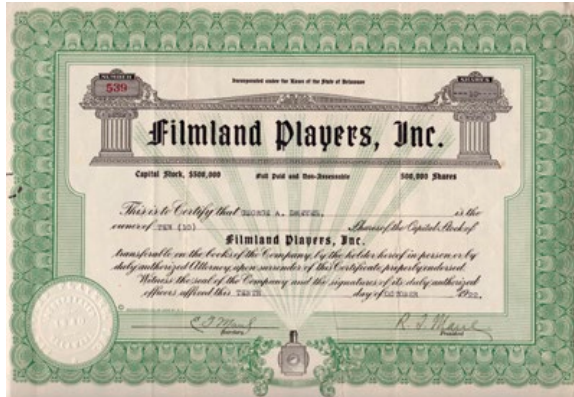 NUMBER
539
SHARES
Incorporated under the Laws of the State of Delaware
Filmland Players, Inc.
Capital Stock, $500,000 Full Paid and Non-Assessable 500,000 Shares
This is to Certify that GEORGE A. is the
owner of TEN (10) Shares of the Capital Stock of
Filmland Players, Inc.
transferable on the books of the Company by the holder hereof in person or by
duly authorized Attorney upon surrender of this Certificate properly endorsed.
Witness the seal of the Company and the signatures of its duly authorized
officers affixed this TENTH day of OCTOBER
Secretary
President